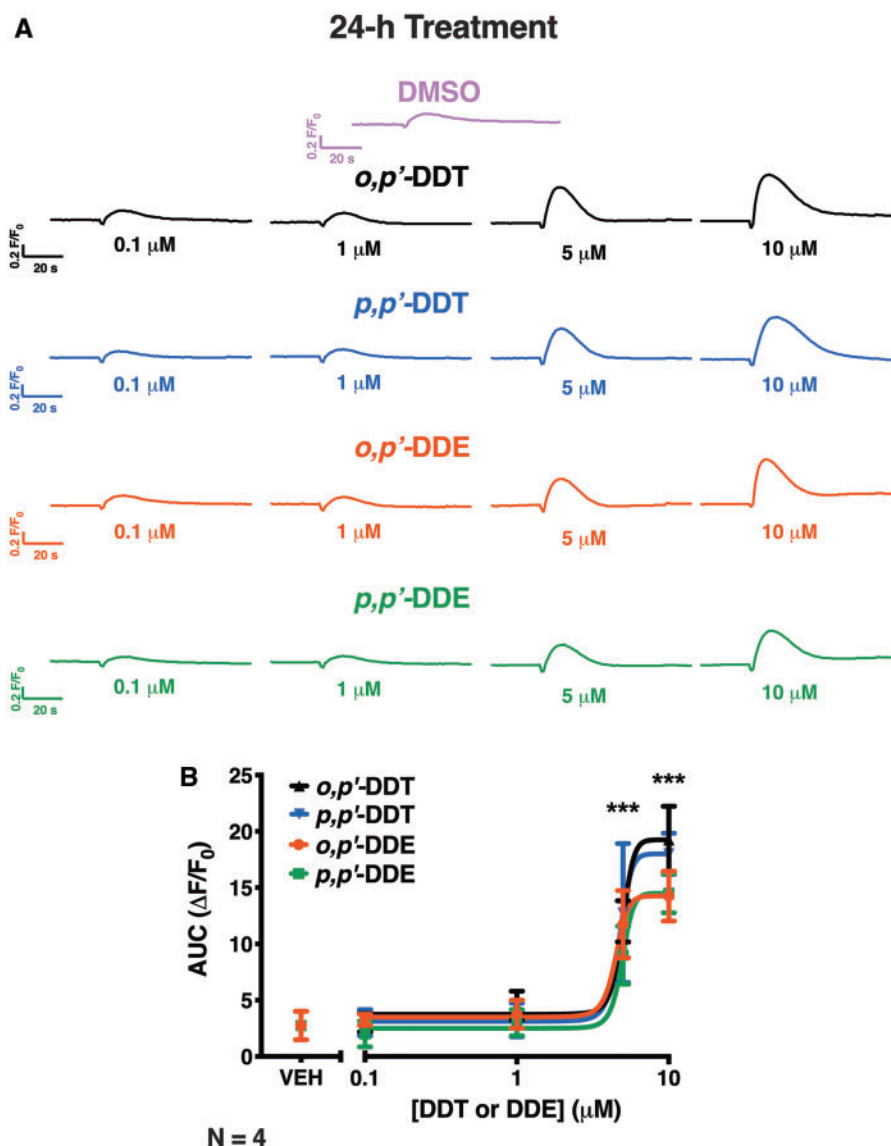 A
24-h Treatment
DMSO
0.2 F/F0
20 s
o,p'-DDT
0.2 F/F0
20 s
0.1 μM
1 μM
5 μM
10 μM
p,p'-DDT
0.2 F/F0
20 s
0.1 μM
1 μM
5 μM
10 μM
o,p'-DDE
0.2 F/F0
20 s
0.1 μM
1 μM
5 μM
10 μM
p,p'-DDE
0.2 F/F0
20 s
0.1 μM
1 μM
5 μM
10 μM
B
25
20
15
10
5
0
AUC (ΔF/F0)
o,p'-DDT
p,p'-DDT
o,p'-DDE
p,p'-DDE
***
***
VEH
0.1
1
10
[DDT or DDE] (μM)
N = 4